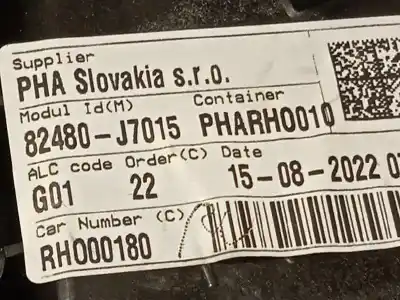 Supplier
PHA Slovakia s.r.o.
Modul Id(M) Container
82480-J7015 PHARH0010
ALC code Order(C) Date
G01 22 15-08-2022
Car Number (C)
RH000180